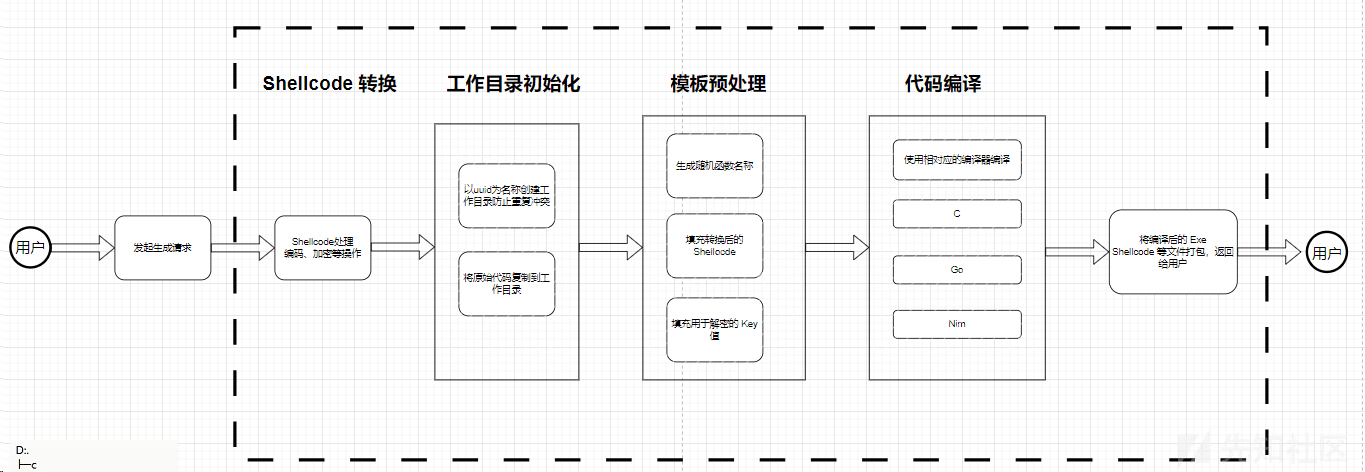 Shellcode 转换
工作目录初始化
模板预处理
代码编译
用户
发起生成请求
Shellcode处理
编码、加密等操作
以uuid为名称创建工
作目录防止重复冲突
将原始代码复制到工
作目录
生成随机函数名称
填充转换后的
Shellcode
填充用于解密的 Key
值
使用相对应的编译器编译
C
Go
Nim
将编译后的 Exe
Shellcode 等文件打包，返回
给用户
用户
D:.
├─c
先知社区